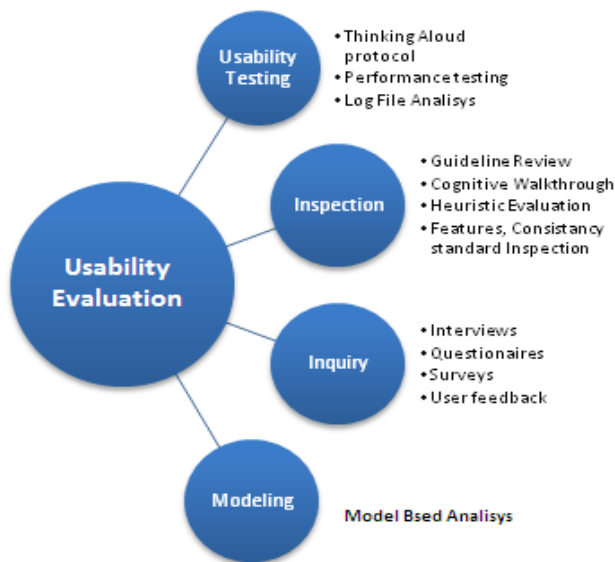 Usability
Testing
• Thinking Aloud
protocol
• Performance testing
• Log File Analisys
Inspection
• Guideline Review
• Cognitive Walkthrough
• Heuristic Evaluation
• Features, Consistancy
standard Inspection
Usability
Evaluation
Inquiry
• Interviews
• Questionaires
• Surveys
• User feedback
Modeling
Model Bsed Analisys